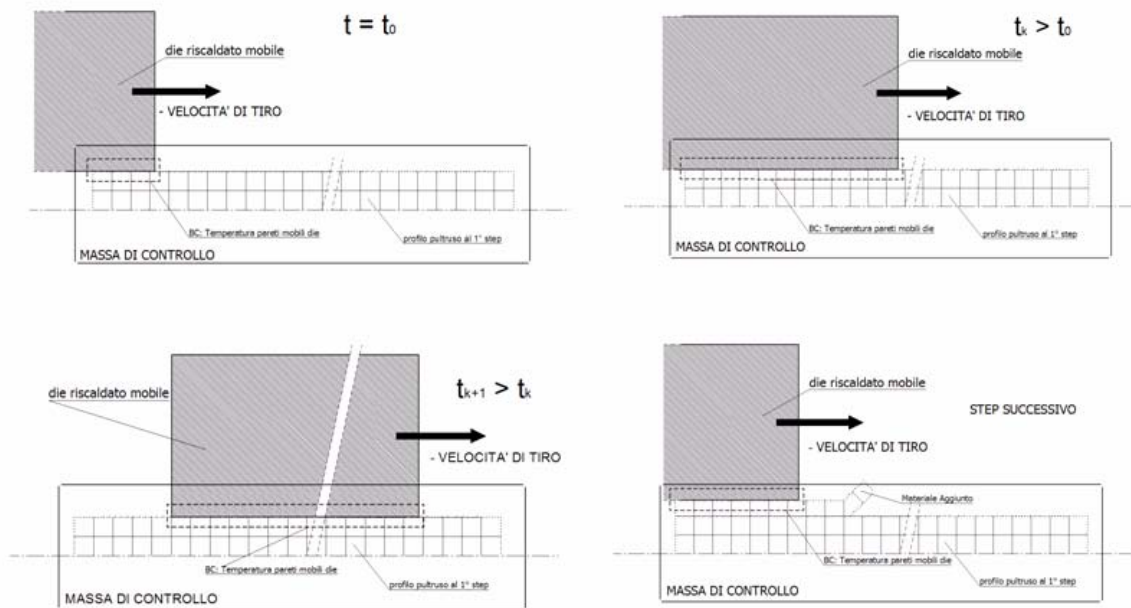 t = t₀
die riscaldato mobile
- VELOCITA' DI TIRO
BC: Temperatura pareti mobili die
profilo pultruso al 1° step
MASSA DI CONTROLLO
tₖ > t₀
die riscaldato mobile
- VELOCITA' DI TIRO
BC: Temperatura pareti mobili die
profilo pultruso al 1° step
MASSA DI CONTROLLO
die riscaldato mobile
tₖ₊₁ > tₖ
- VELOCITA' DI TIRO
BC: Temperatura pareti mobili die
profilo pultruso al 1° step
MASSA DI CONTROLLO
die riscaldato mobile
STEP SUCCESSIVO
- VELOCITA' DI TIRO
Materiale Aggiunto
BC: Temperatura pareti mobili die
profilo pultruso al 1° step
MASSA DI CONTROLLO